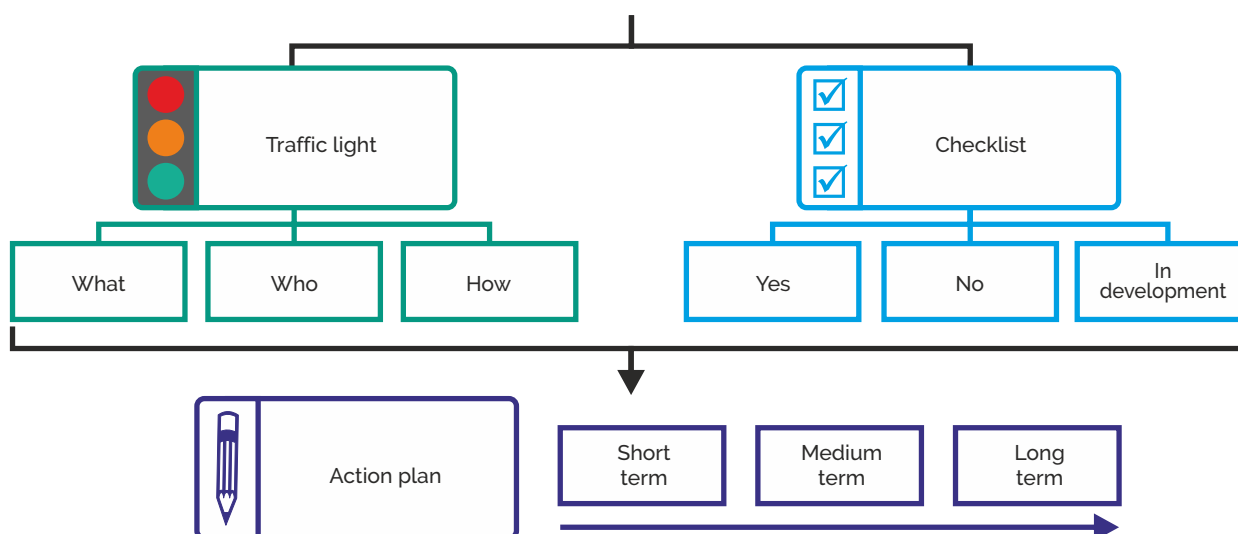 Traffic light
Checklist
What
Who
How
Yes
No
In
development
Action plan
Short
term
Medium
term
Long
term